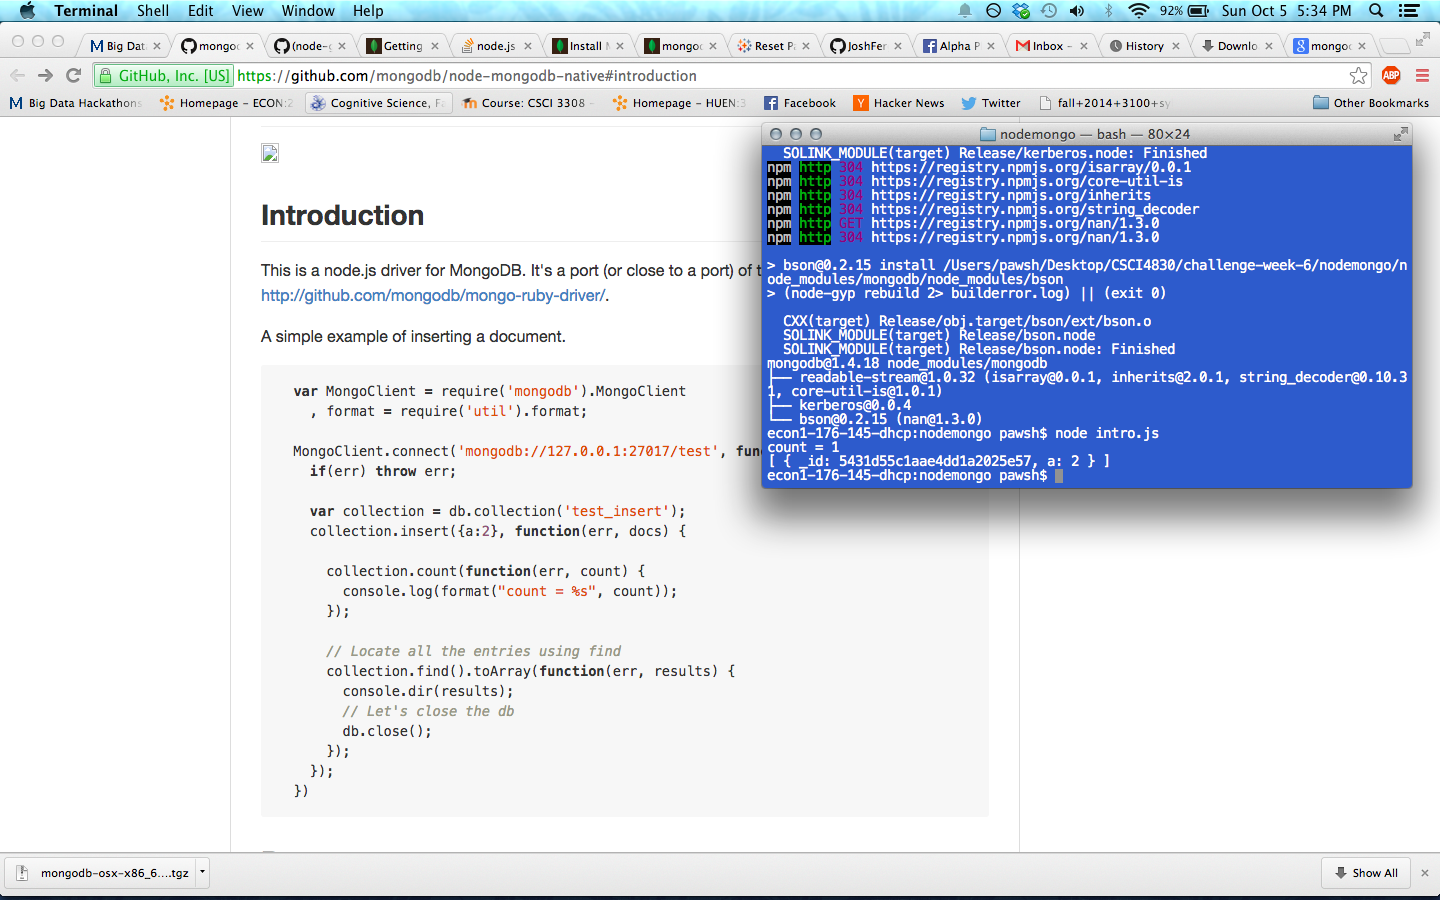 Terminal Shell Edit View Window Help 92% Sun Oct 5 5:34 PM
Big Dat mongod (node-g Getting node.js Install M mongod Reset P JoshFer Alpha P Inbox - History Downlo mongo
GitHub, Inc. [US] https://github.com/mongodb/node-mongodb-native#introduction ABP
Big Data Hackathons Homepage - ECON:2 Cognitive Science, Fa Course: CSCI 3308 - Homepage - HUEN:3 Facebook Hacker News Twitter fall+2014+3100+sy Other Bookmarks
Introduction
This is a node.js driver for MongoDB. It's a port (or close to a port) of t
http://github.com/mongodb/mongo-ruby-driver/.
A simple example of inserting a document.
var MongoClient = require('mongodb').MongoClient
, format = require('util').format;
MongoClient.connect('mongodb://127.0.0.1:27017/test', fun
if(err) throw err;
var collection = db.collection('test_insert');
collection.insert({a:2}, function(err, docs) {
collection.count(function(err, count) {
console.log(format("count = %s", count));
});
// Locate all the entries using find
collection.find().toArray(function(err, results) {
console.dir(results);
// Let's close the db
db.close();
});
});
})
nodemongo — bash — 80×24
SOLINK_MODULE(target) Release/kerberos.node: Finished
npm http 304 https://registry.npmjs.org/isarray/0.0.1
npm http 304 https://registry.npmjs.org/core-util-is
npm http 304 https://registry.npmjs.org/inherits
npm http 304 https://registry.npmjs.org/string_decoder
npm http GET https://registry.npmjs.org/nan/1.3.0
npm http 304 https://registry.npmjs.org/nan/1.3.0
> bson@0.2.15 install /Users/pawsh/Desktop/CSCI4830/challenge-week-6/nodemongo/n
ode_modules/mongodb/node_modules/bson
> (node-gyp rebuild 2> builderror.log) || (exit 0)
CXX(target) Release/obj.target/bson/ext/bson.o
SOLINK_MODULE(target) Release/bson.node
SOLINK_MODULE(target) Release/bson.node: Finished
mongodb@1.4.18 node_modules/mongodb
├── readable-stream@1.0.32 (isarray@0.0.1, inherits@2.0.1, string_decoder@0.10.3
1, core-util-is@1.0.1)
├── kerberos@0.0.4
└── bson@0.2.15 (nan@1.3.0)
econ1-176-145-dhcp:nodemongo pawsh$ node intro.js
count = 1
[ { _id: 5431d55c1aae4dd1a2025e57, a: 2 } ]
econ1-176-145-dhcp:nodemongo pawsh$
mongodb-osx-x86_6....tgz Show All